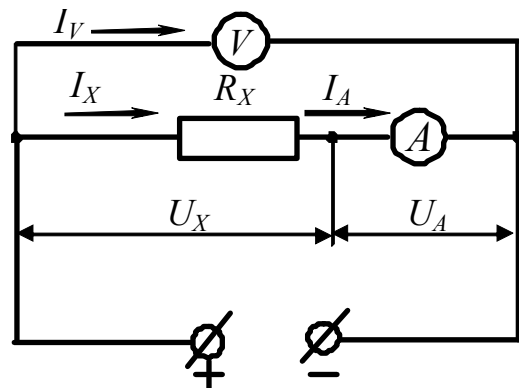 I_V V
R_X
I_X I_A
A
U_X U_A
+ −